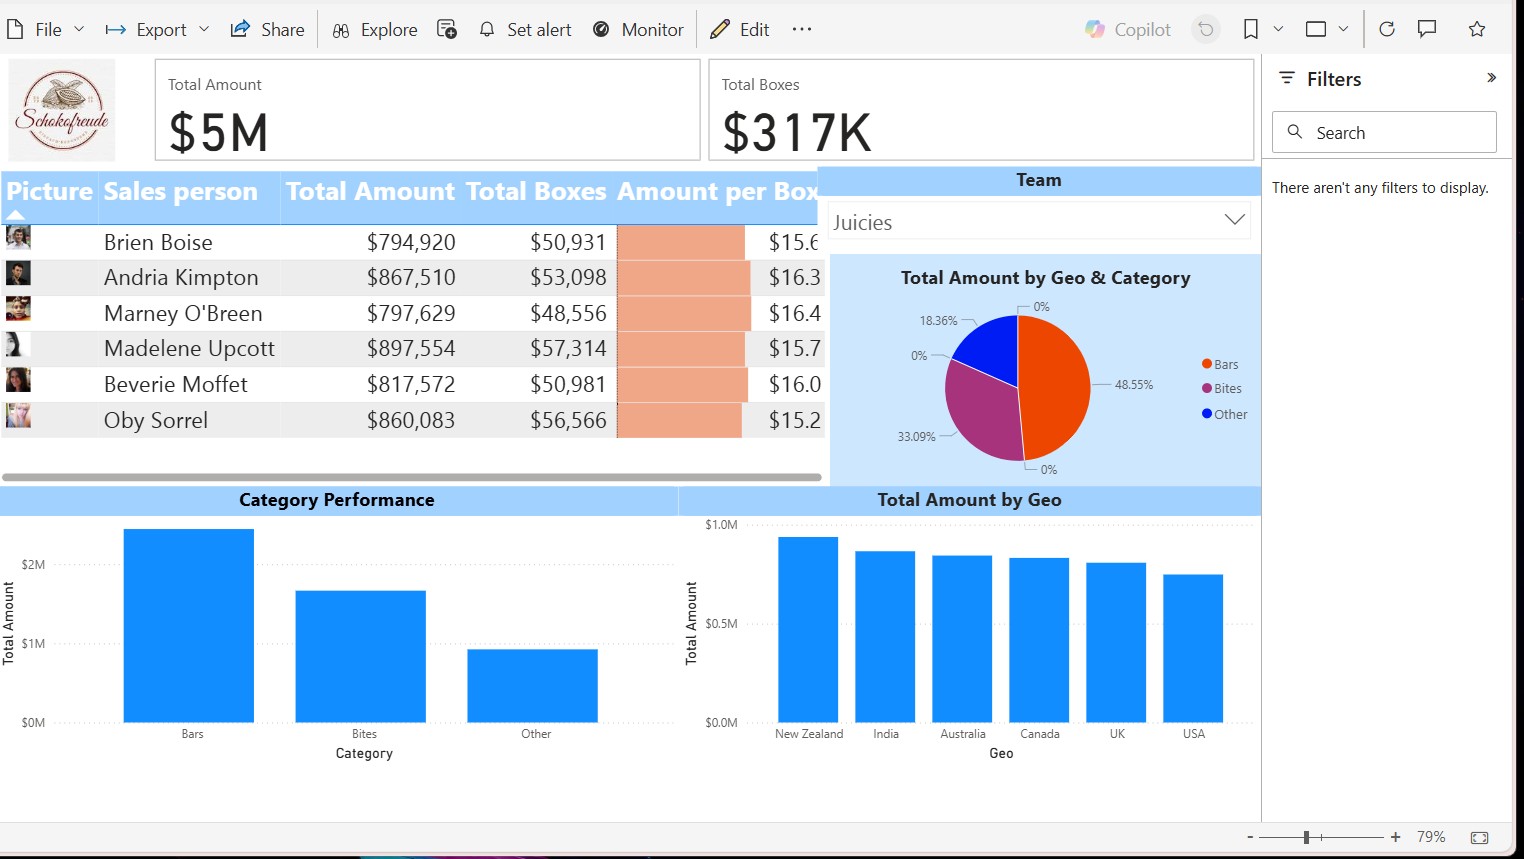 File Export Share Explore Set alert Monitor Edit ... Copilot
Schokofreude
Total Amount
$5M
Total Boxes
$317K
Filters
Search
There aren't any filters to display.
Picture Sales person Total Amount Total Boxes Amount per Box
Brien Boise $794,920 $50,931 $15.6
Andria Kimpton $867,510 $53,098 $16.3
Marney O'Breen $797,629 $48,556 $16.4
Madelene Upcott $897,554 $57,314 $15.7
Beverie Moffet $817,572 $50,981 $16.0
Oby Sorrel $860,083 $56,566 $15.2
Team
Juicies
Total Amount by Geo & Category
0%
18.36%
0%
48.55%
33.09%
0%
Bars
Bites
Other
Category Performance
Total Amount
$2M
$1M
$0M
Bars Bites Other
Category
Total Amount by Geo
Total Amount
$1.0M
$0.5M
$0.0M
New Zealand India Australia Canada UK USA
Geo
- + 79%